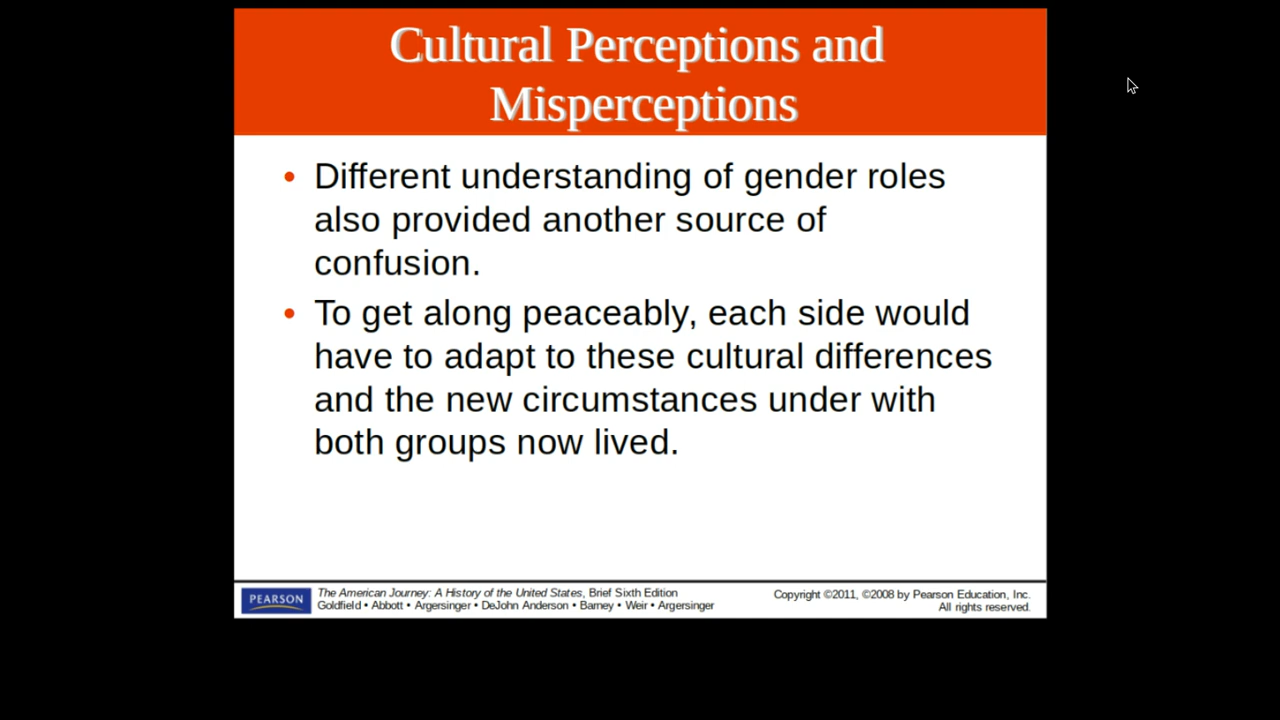 Cultural Perceptions and
Misperceptions
• Different understanding of gender roles
also provided another source of
confusion.
• To get along peaceably, each side would
have to adapt to these cultural differences
and the new circumstances under with
both groups now lived.
PEARSON
The American Journey: A History of the United States, Brief Sixth Edition
Goldfield • Abbott • Argersinger • DeJohn Anderson • Barney • Weir • Argersinger
Copyright ©2011, ©2008 by Pearson Education, Inc.
All rights reserved.